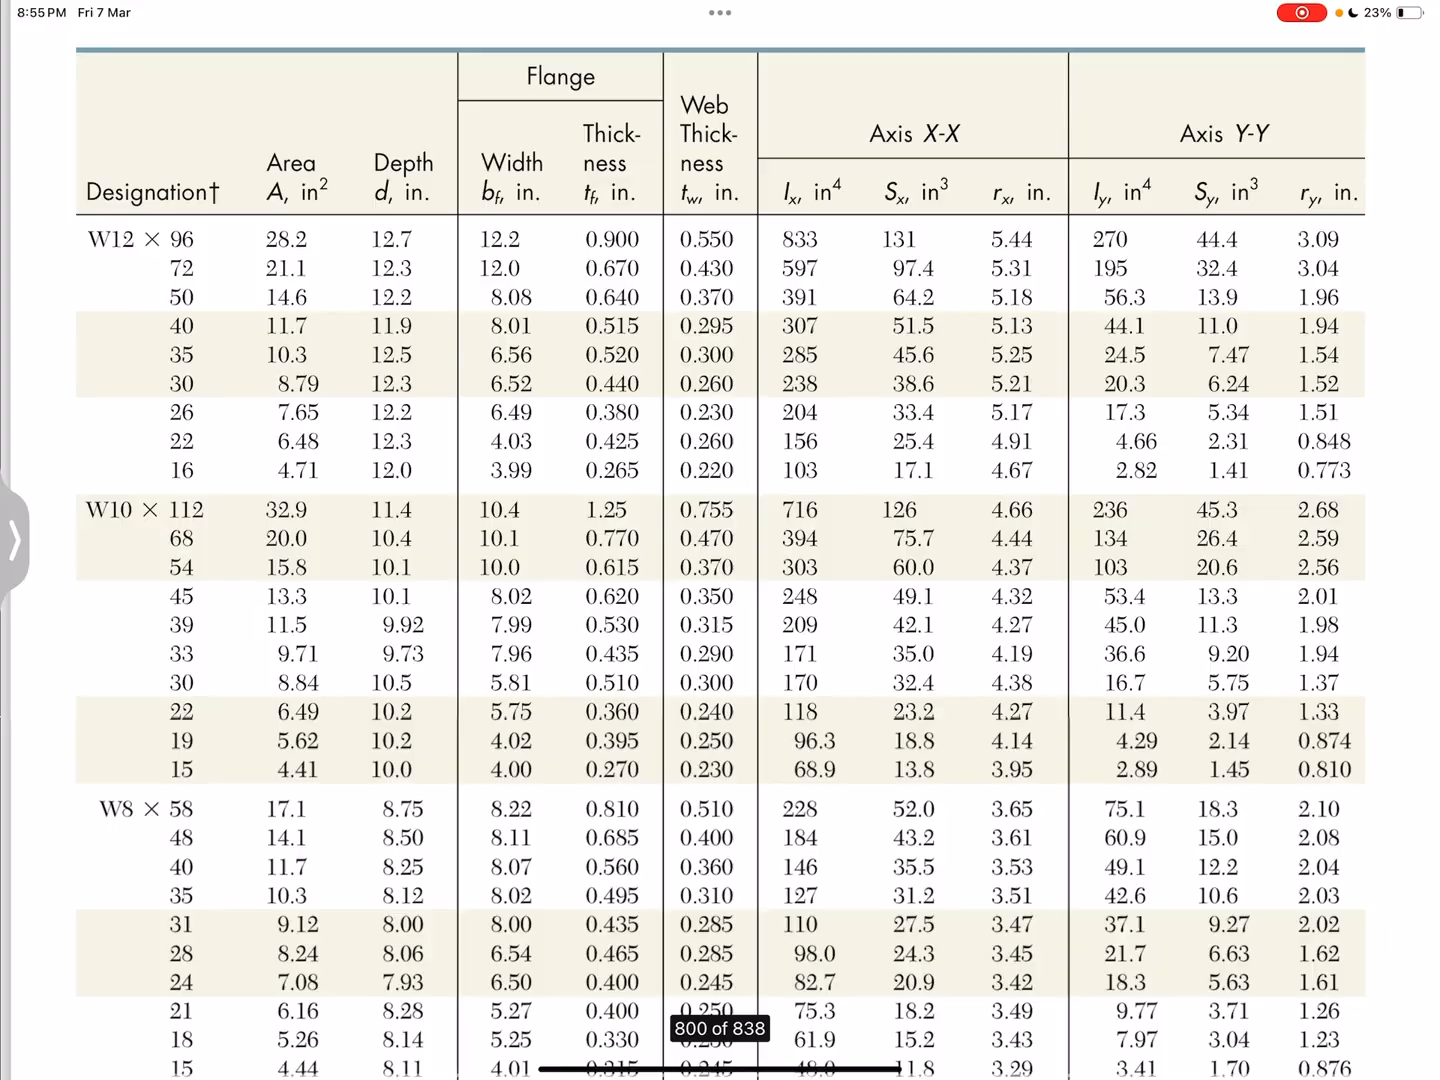 8:55 PM Fri 7 Mar
23%
Flange
Web
Thick- Thick- Axis X-X Axis Y-Y
Area Depth Width ness ness
Designation† A, in² d, in. bf, in. tf, in. tw, in. Ix, in⁴ Sx, in³ rx, in. Iy, in⁴ Sy, in³ ry, in.
W12 × 96 28.2 12.7 12.2 0.900 0.550 833 131 5.44 270 44.4 3.09
72 21.1 12.3 12.0 0.670 0.430 597 97.4 5.31 195 32.4 3.04
50 14.6 12.2 8.08 0.640 0.370 391 64.2 5.18 56.3 13.9 1.96
40 11.7 11.9 8.01 0.515 0.295 307 51.5 5.13 44.1 11.0 1.94
35 10.3 12.5 6.56 0.520 0.300 285 45.6 5.25 24.5 7.47 1.54
30 8.79 12.3 6.52 0.440 0.260 238 38.6 5.21 20.3 6.24 1.52
26 7.65 12.2 6.49 0.380 0.230 204 33.4 5.17 17.3 5.34 1.51
22 6.48 12.3 4.03 0.425 0.260 156 25.4 4.91 4.66 2.31 0.848
16 4.71 12.0 3.99 0.265 0.220 103 17.1 4.67 2.82 1.41 0.773
W10 × 112 32.9 11.4 10.4 1.25 0.755 716 126 4.66 236 45.3 2.68
68 20.0 10.4 10.1 0.770 0.470 394 75.7 4.44 134 26.4 2.59
54 15.8 10.1 10.0 0.615 0.370 303 60.0 4.37 103 20.6 2.56
45 13.3 10.1 8.02 0.620 0.350 248 49.1 4.32 53.4 13.3 2.01
39 11.5 9.92 7.99 0.530 0.315 209 42.1 4.27 45.0 11.3 1.98
33 9.71 9.73 7.96 0.435 0.290 171 35.0 4.19 36.6 9.20 1.94
30 8.84 10.5 5.81 0.510 0.300 170 32.4 4.38 16.7 5.75 1.37
22 6.49 10.2 5.75 0.360 0.240 118 23.2 4.27 11.4 3.97 1.33
19 5.62 10.2 4.02 0.395 0.250 96.3 18.8 4.14 4.29 2.14 0.874
15 4.41 10.0 4.00 0.270 0.230 68.9 13.8 3.95 2.89 1.45 0.810
W8 × 58 17.1 8.75 8.22 0.810 0.510 228 52.0 3.65 75.1 18.3 2.10
48 14.1 8.50 8.11 0.685 0.400 184 43.2 3.61 60.9 15.0 2.08
40 11.7 8.25 8.07 0.560 0.360 146 35.5 3.53 49.1 12.2 2.04
35 10.3 8.12 8.02 0.495 0.310 127 31.2 3.51 42.6 10.6 2.03
31 9.12 8.00 8.00 0.435 0.285 110 27.5 3.47 37.1 9.27 2.02
28 8.24 8.06 6.54 0.465 0.285 98.0 24.3 3.45 21.7 6.63 1.62
24 7.08 7.93 6.50 0.400 0.245 82.7 20.9 3.42 18.3 5.63 1.61
21 6.16 8.28 5.27 0.400 0.250 75.3 18.2 3.49 9.77 3.71 1.26
800 of 838
18 5.26 8.14 5.25 0.330 61.9 15.2 3.43 7.97 3.04 1.23
15 4.44 8.11 4.01 0.315 0.245 48.0 11.8 3.29 3.41 1.70 0.876